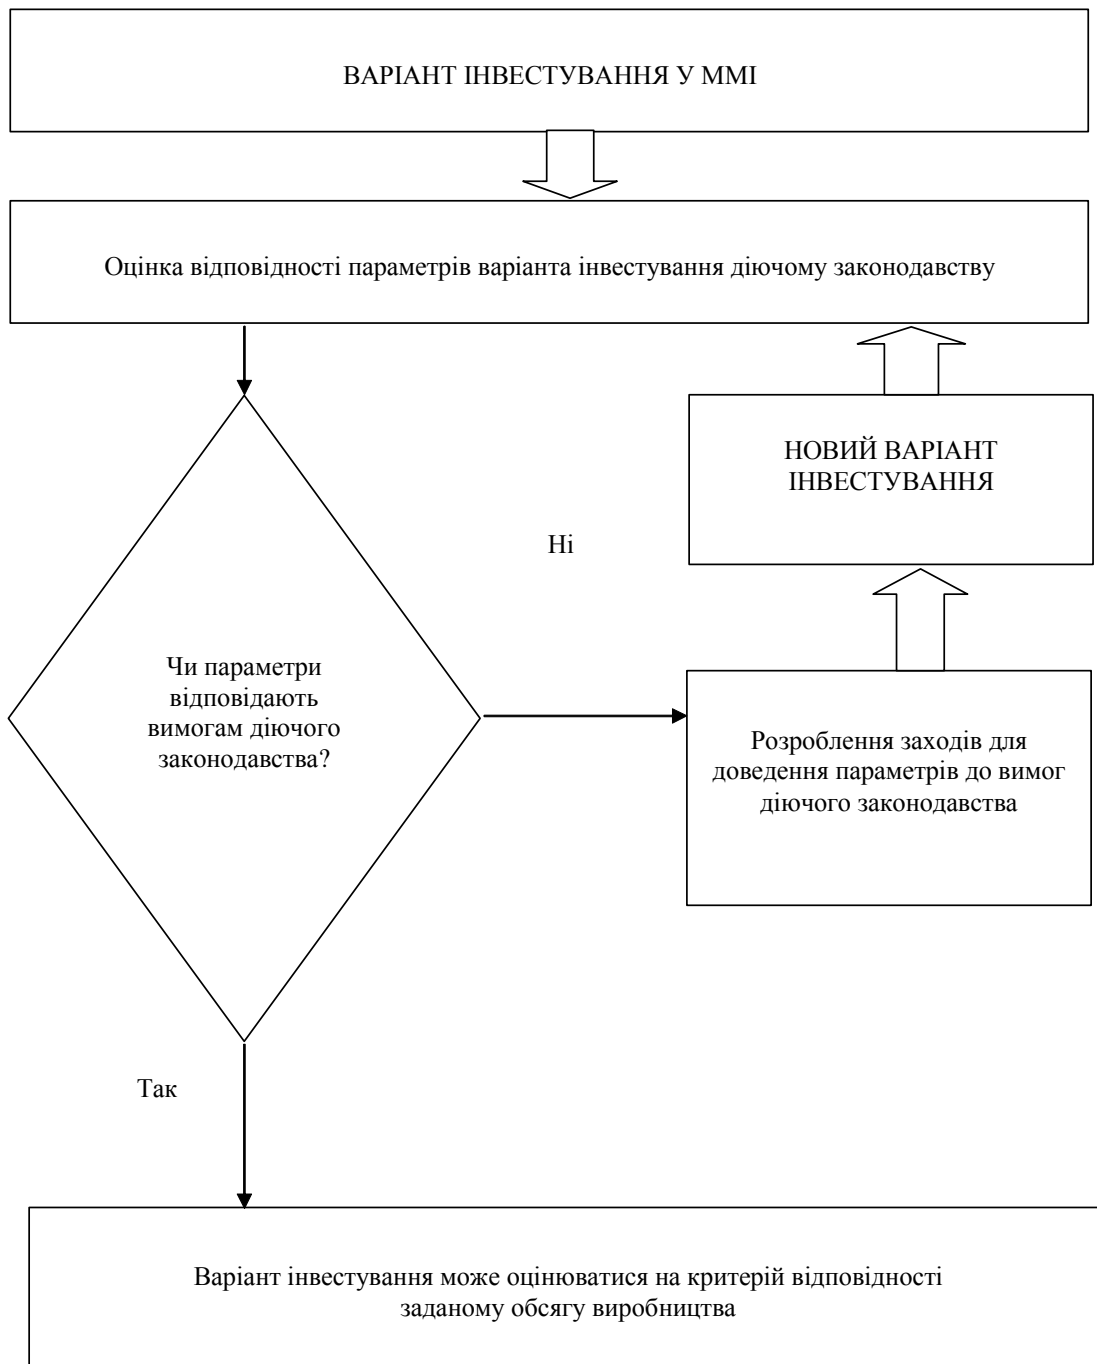 ВАРІАНТ ІНВЕСТУВАННЯ У ММІ
Оцінка відповідності параметрів варіанта інвестування діючому законодавству
НОВИЙ ВАРІАНТ
ІНВЕСТУВАННЯ
Ні
Чи параметри
відповідають
вимогам діючого
законодавства?
Розроблення заходів для
доведення параметрів до вимог
діючого законодавства
Так
Варіант інвестування може оцінюватися на критерій відповідності
заданому обсягу виробництва